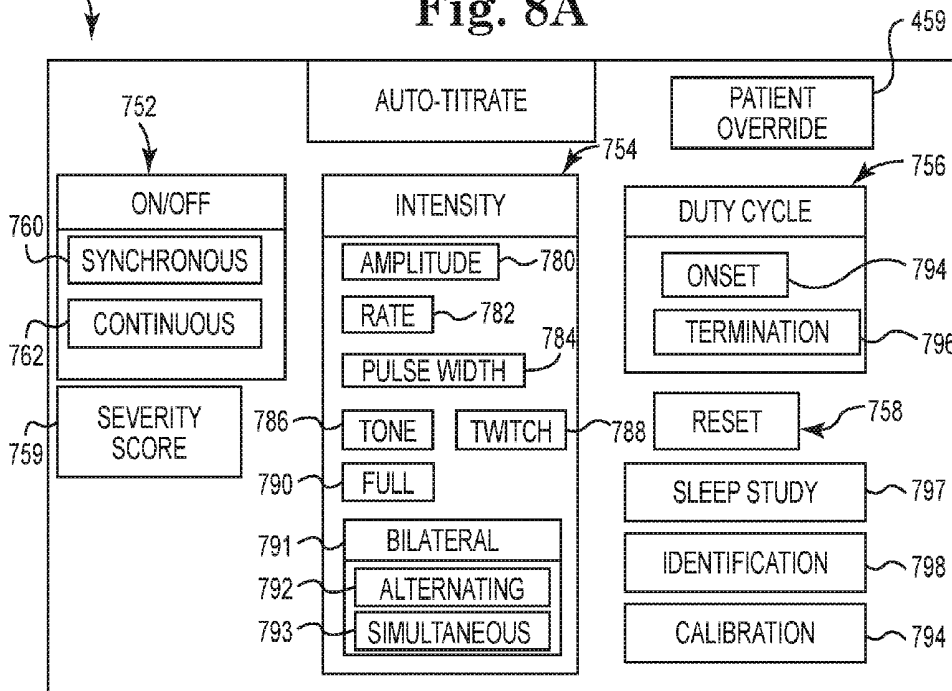 Fig. 8A
459
AUTO-TITRATE
PATIENT
OVERRIDE
752
754
756
ON/OFF
INTENSITY
DUTY CYCLE
760
SYNCHRONOUS
AMPLITUDE
780
ONSET
794
762
CONTINUOUS
RATE
782
TERMINATION
796
PULSE WIDTH
784
759
SEVERITY
SCORE
786
TONE
TWITCH
788
RESET
758
790
FULL
SLEEP STUDY
797
791
BILATERAL
IDENTIFICATION
798
792
ALTERNATING
793
SIMULTANEOUS
CALIBRATION
794